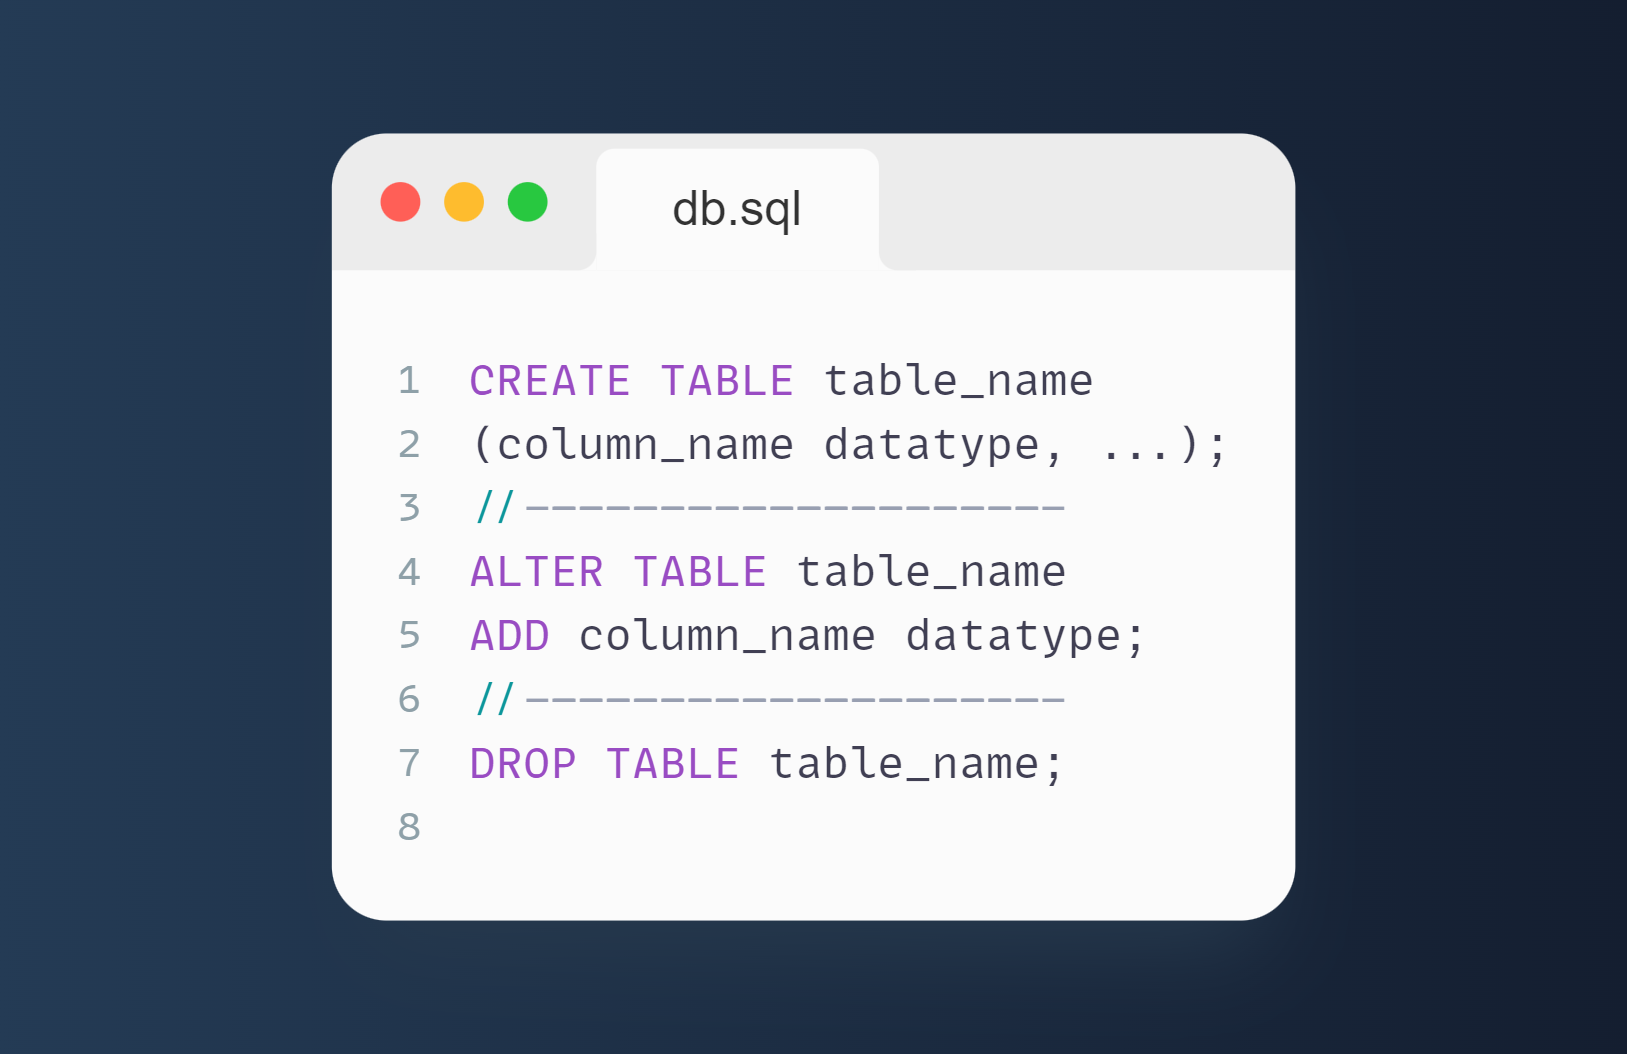 db.sql
1 CREATE TABLE table_name
2 (column_name datatype, ...);
3 //--------------------
4 ALTER TABLE table_name
5 ADD column_name datatype;
6 //--------------------
7 DROP TABLE table_name;
8